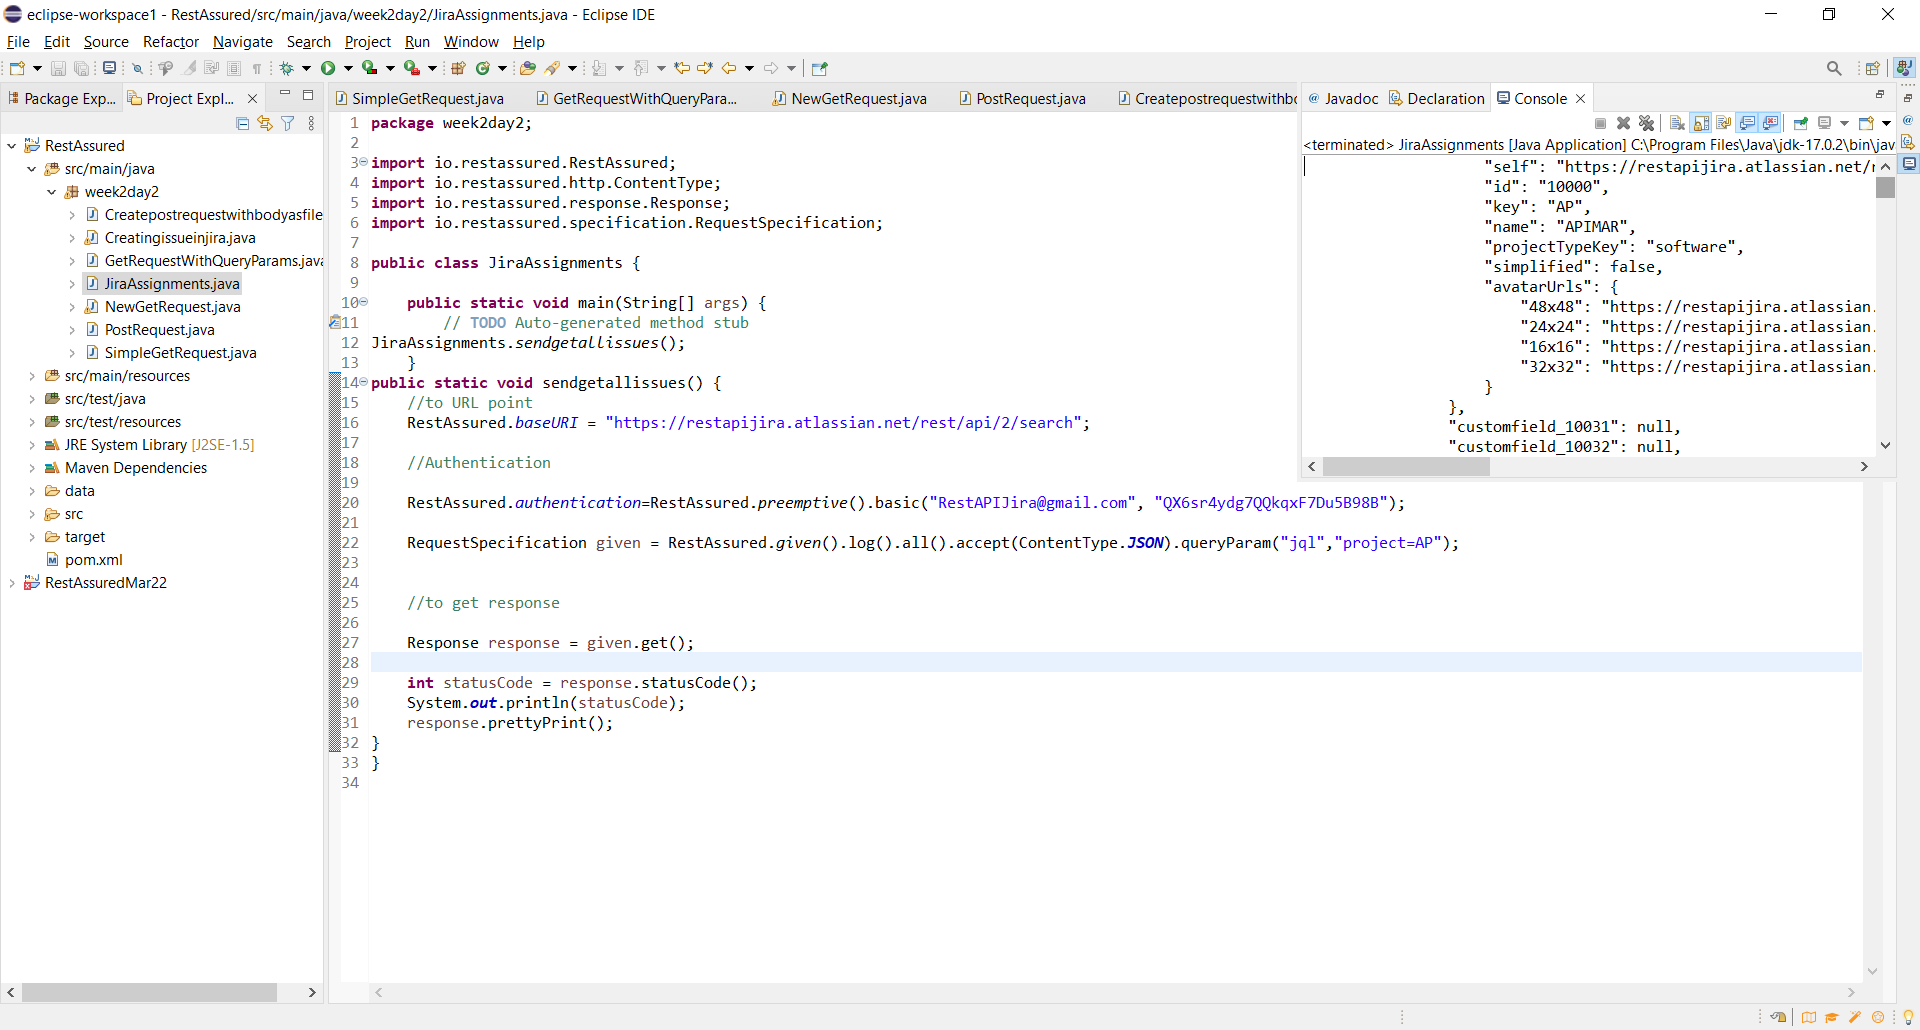 eclipse-workspace1 - RestAssured/src/main/java/week2day2/JiraAssignments.java - Eclipse IDE
File Edit Source Refactor Navigate Search Project Run Window Help
Package Exp... Project Expl...
RestAssured
src/main/java
week2day2
Createpostrequestwithbodyasfile
Creatingissueinjira.java
GetRequestWithQueryParams.java
JiraAssignments.java
NewGetRequest.java
PostRequest.java
SimpleGetRequest.java
src/main/resources
src/test/java
src/test/resources
JRE System Library [J2SE-1.5]
Maven Dependencies
data
src
target
pom.xml
RestAssuredMar22
SimpleGetRequest.java GetRequestWithQueryPara... NewGetRequest.java PostRequest.java Createpostrequestwithbo
1 package week2day2;
2
3 import io.restassured.RestAssured;
4 import io.restassured.http.ContentType;
5 import io.restassured.response.Response;
6 import io.restassured.specification.RequestSpecification;
7
8 public class JiraAssignments {
9
10 public static void main(String[] args) {
11 // TODO Auto-generated method stub
12 JiraAssignments.sendgetallissues();
13 }
14 public static void sendgetallissues() {
15 //to URL point
16 RestAssured.baseURI = "https://restapijira.atlassian.net/rest/api/2/search";
17
18 //Authentication
19
20 RestAssured.authentication=RestAssured.preemptive().basic("RestAPIJira@gmail.com", "QX6sr4ydg7QQkqxF7Du5B98B");
21
22 RequestSpecification given = RestAssured.given().log().all().accept(ContentType.JSON).queryParam("jql","project=AP");
23
24
25 //to get response
26
27 Response response = given.get();
28
29 int statusCode = response.statusCode();
30 System.out.println(statusCode);
31 response.prettyPrint();
32 }
33 }
34
@ Javadoc Declaration Console
<terminated> JiraAssignments [Java Application] C:\Program Files\Java\jdk-17.0.2\bin\jav
"self": "https://restapijira.atlassian.net/r
"id": "10000",
"key": "AP",
"name": "APIMAR",
"projectTypeKey": "software",
"simplified": false,
"avatarUrls": {
"48x48": "https://restapijira.atlassian.
"24x24": "https://restapijira.atlassian.
"16x16": "https://restapijira.atlassian.
"32x32": "https://restapijira.atlassian.
}
},
"customfield_10031": null,
"customfield_10032": null,